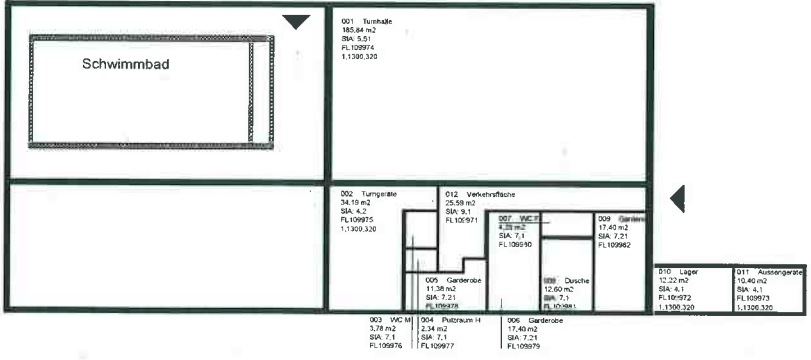 Schwimmbad
001 Turnhalle
185,84 m2
SIA: 5,51
FL109974
1,1300,320
002 Turngeräte
34,19 m2
SIA: 4,2
FL109975
1,1300,320
012 Verkehrsfläche
25,59 m2
SIA: 9,1
FL109971
007 WC F
SIA: 7,1
FL109980
009
17,40 m2
SIA: 7,21
FL109982
005 Garderobe
11,38 m2
SIA: 7,21
FL109978
Dusche
12,60 m2
SIA: 7,1
FL109981
010 Lager
12,22 m2
SIA: 4,1
FL109972
1,1300,320
011 Aussengeräte
10,40 m2
SIA: 4,1
FL109973
1,1300,320
003 WC M
3,78 m2
SIA: 7,1
FL109976
004 Putzraum H
2,34 m2
SIA: 7,1
FL109977
006 Garderobe
17,40 m2
SIA: 7,21
FL109979